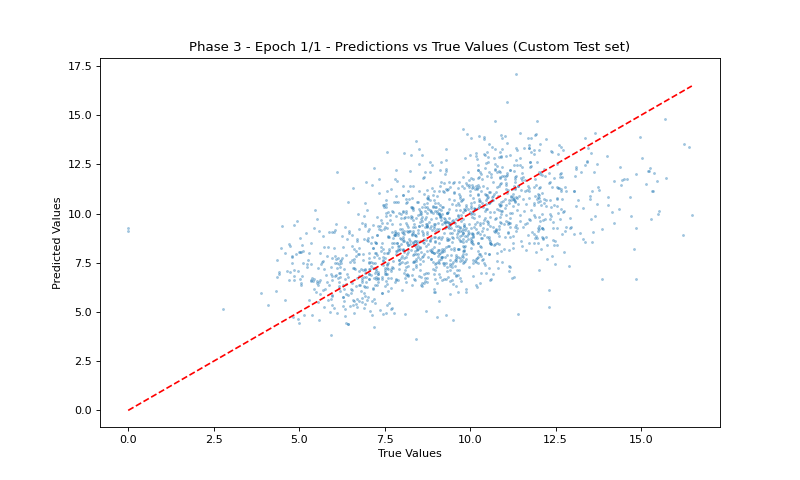 Phase 3 - Epoch 1/1 - Predictions vs True Values (Custom Test set)
17.5
15.0
12.5
10.0
7.5
5.0
2.5
0.0
Predicted Values
0.0 2.5 5.0 7.5 10.0 12.5 15.0
True Values